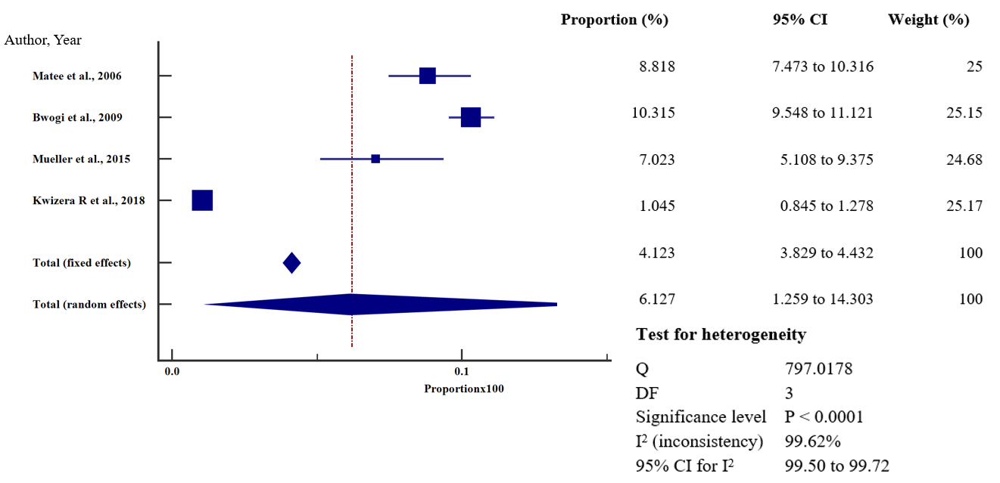 Proportion (%) 95% CI Weight (%)
Author, Year
Matee et al., 2006 8.818 7.473 to 10.316 25
Bwogi et al., 2009 10.315 9.548 to 11.121 25.15
Mueller et al., 2015 7.023 5.108 to 9.375 24.68
Kwizera R et al., 2018 1.045 0.845 to 1.278 25.17
Total (fixed effects) 4.123 3.829 to 4.432 100
Total (random effects) 6.127 1.259 to 14.303 100
0.0 0.1
Proportionx100
Test for heterogeneity
Q 797.0178
DF 3
Significance level P < 0.0001
I² (inconsistency) 99.62%
95% CI for I² 99.50 to 99.72